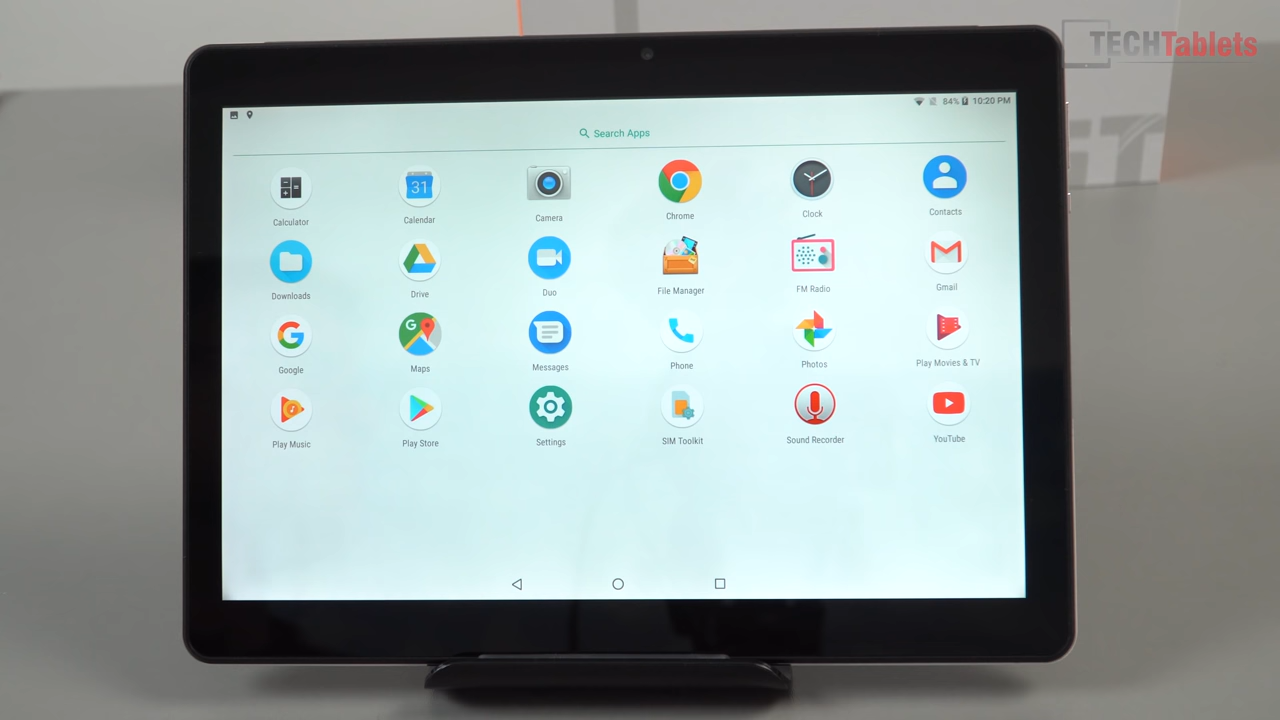 TECHTablets
84% 10:20 PM
Search Apps
31
Calculator Calendar Camera Chrome Clock Contacts
Downloads Drive Duo File Manager FM Radio Gmail
G
Google Maps Messages Phone Photos Play Movies & TV
Play Music Play Store Settings SIM Toolkit Sound Recorder YouTube